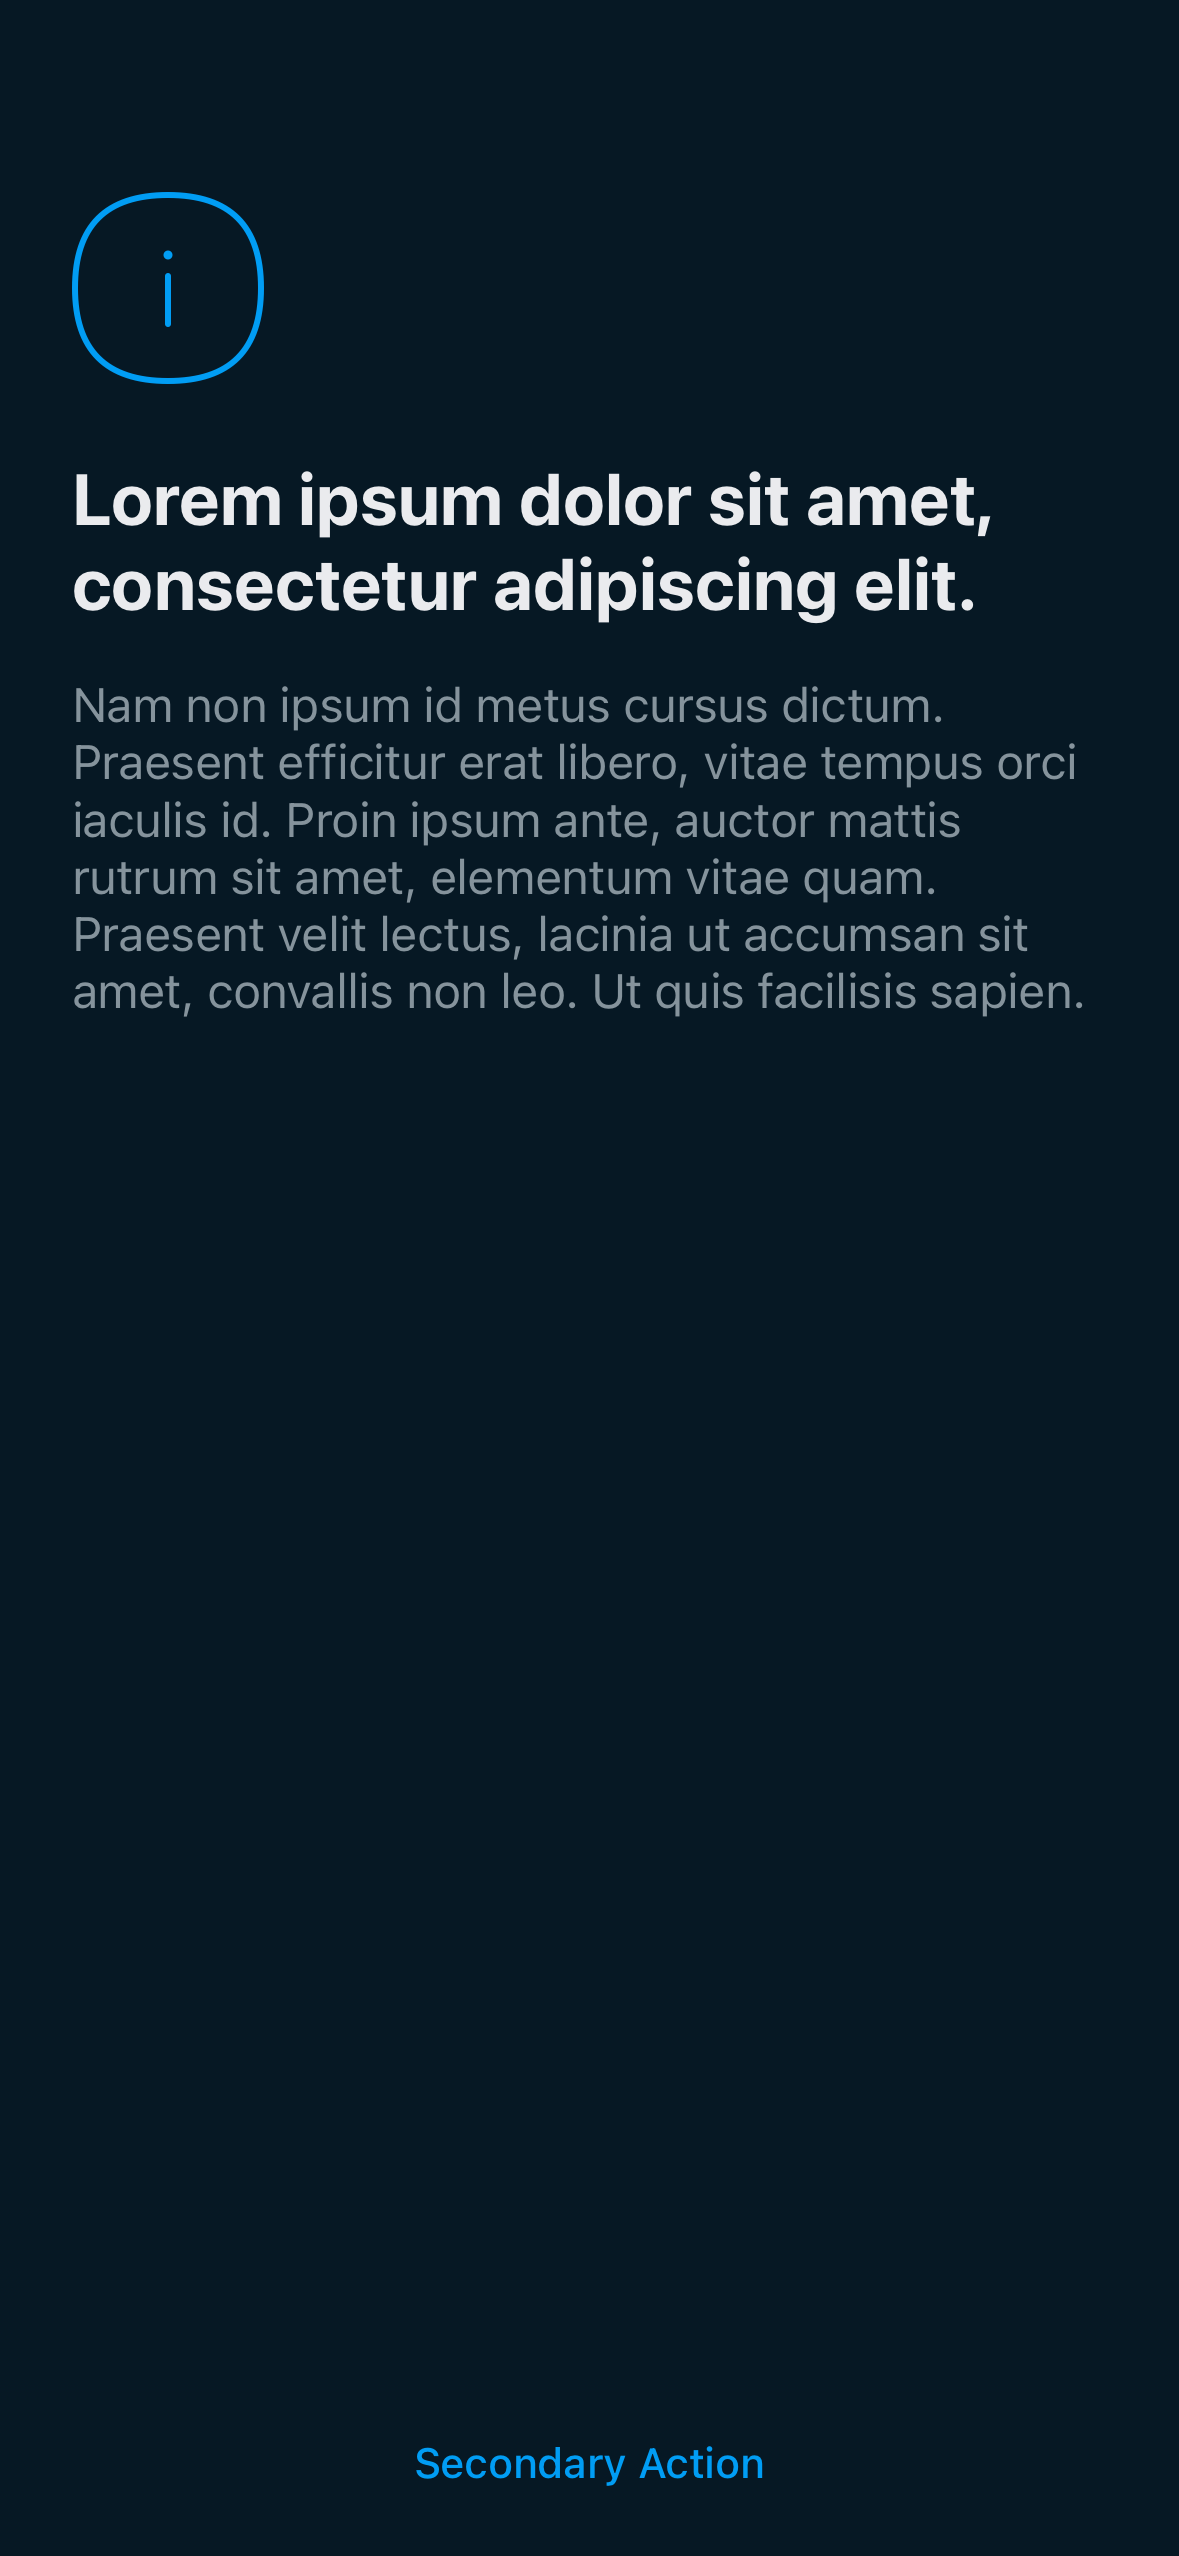 Lorem ipsum dolor sit amet,
consectetur adipiscing elit.
Nam non ipsum id metus cursus dictum.
Praesent efficitur erat libero, vitae tempus orci
iaculis id. Proin ipsum ante, auctor mattis
rutrum sit amet, elementum vitae quam.
Praesent velit lectus, lacinia ut accumsan sit
amet, convallis non leo. Ut quis facilisis sapien.
Secondary Action